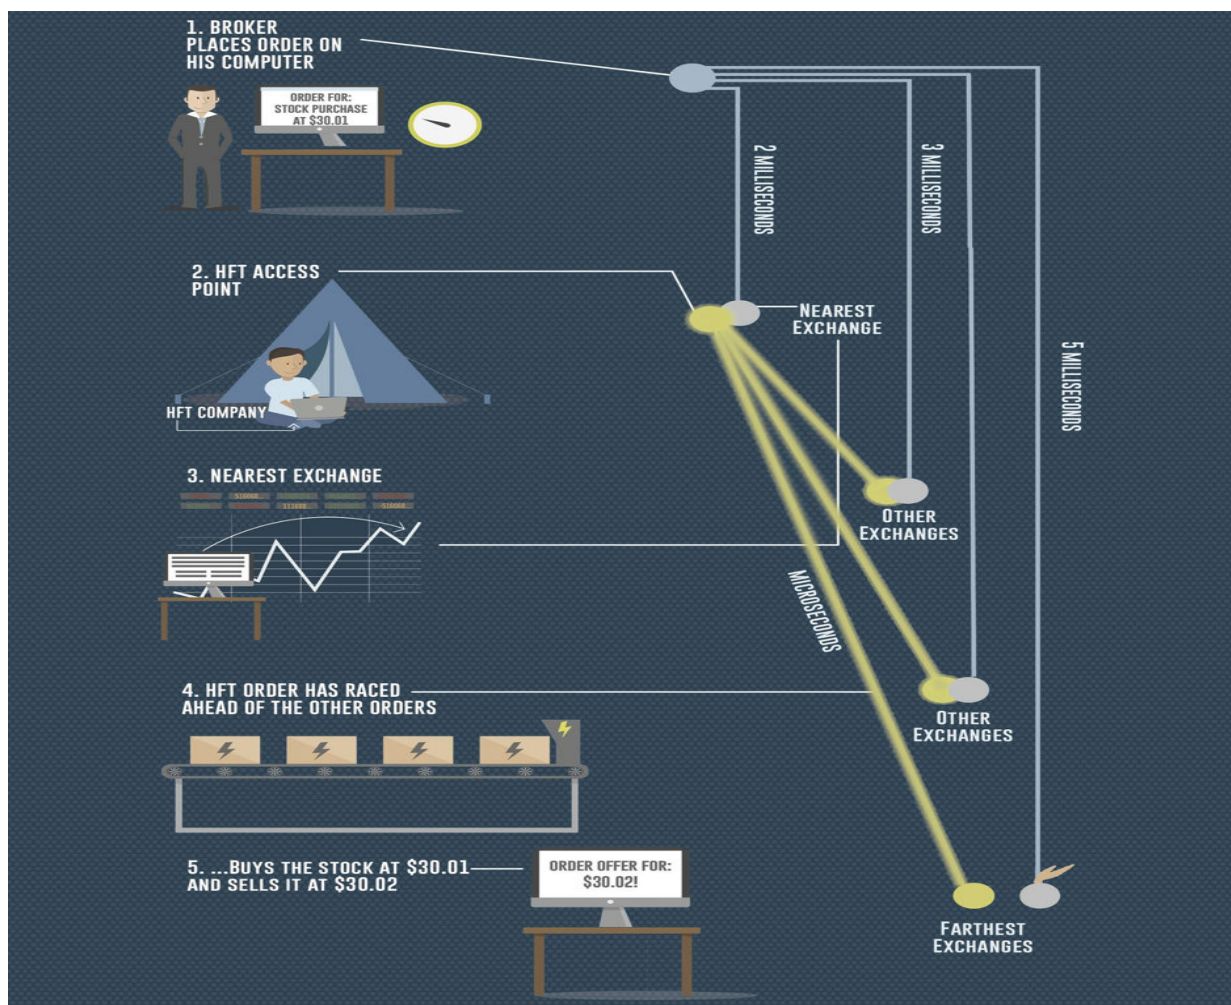 1. BROKER
PLACES ORDER ON
HIS COMPUTER
ORDER FOR:
STOCK PURCHASE
AT $30.01
2 MILLISECONDS
3 MILLISECONDS
5 MILLISECONDS
2. HFT ACCESS
POINT
NEAREST
EXCHANGE
HFT COMPANY
3. NEAREST EXCHANGE
OTHER
EXCHANGES
MICROSECONDS
4. HFT ORDER HAS RACED
AHEAD OF THE OTHER ORDERS
OTHER
EXCHANGES
5. ...BUYS THE STOCK AT $30.01
AND SELLS IT AT $30.02
ORDER OFFER FOR:
$30.02!
FARTHEST
EXCHANGES